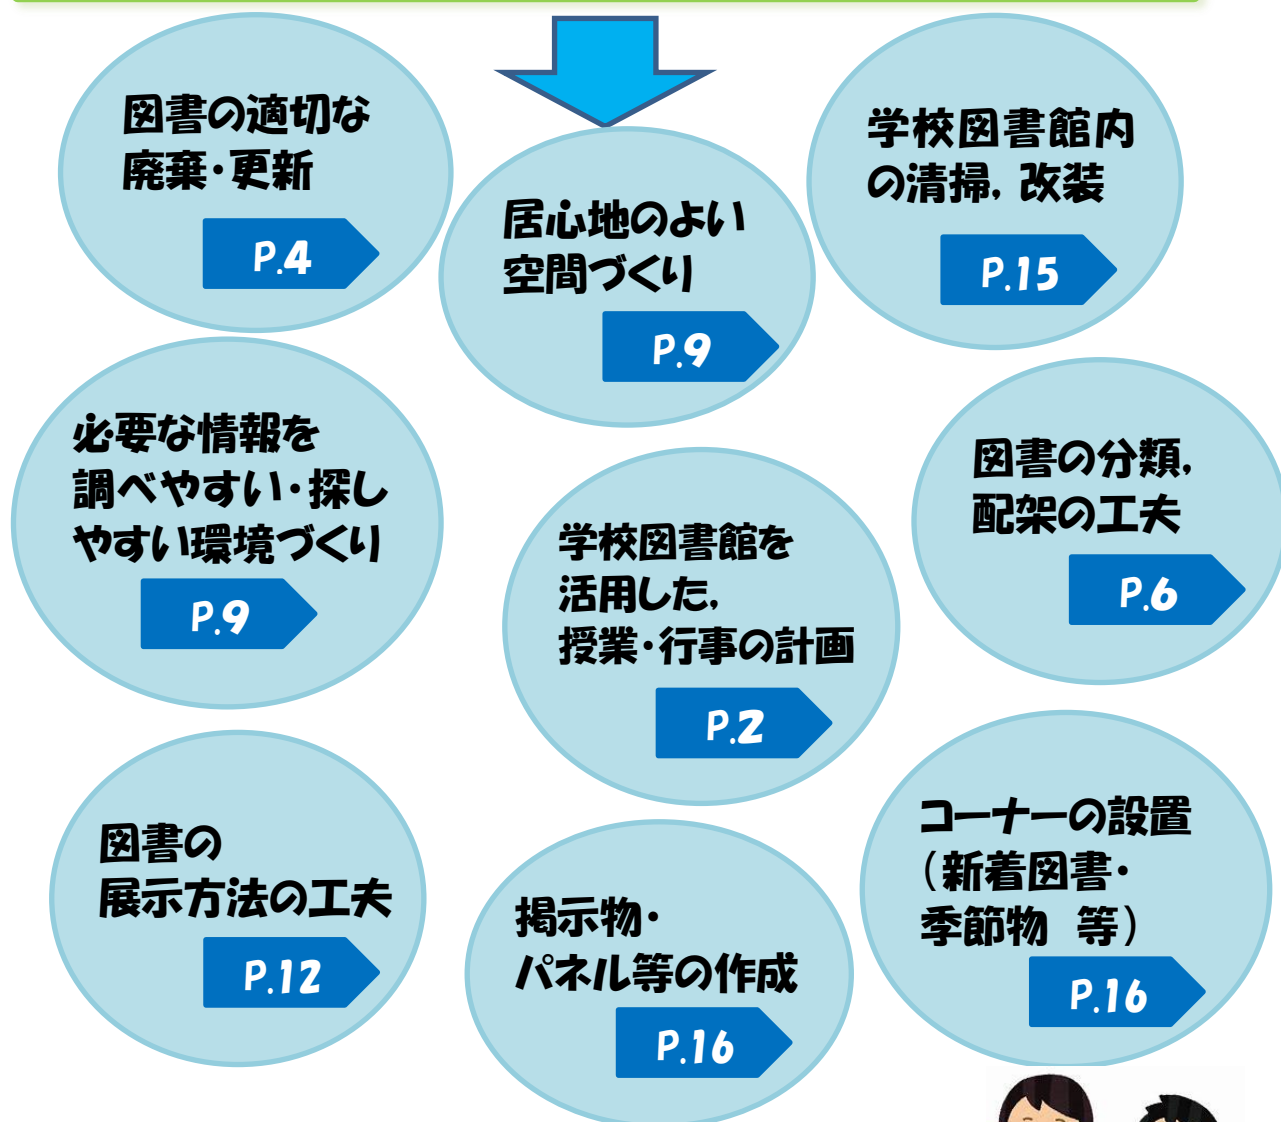 図書の適切な
廃棄・更新
P.4
居心地のよい
空間づくり
P.9
学校図書館内
の清掃，改装
P.15
必要な情報を
調べやすい・探し
やすい環境づくり
P.9
学校図書館を
活用した，
授業・行事の計画
P.2
図書の分類，
配架の工夫
P.6
図書の
展示方法の工夫
P.12
掲示物・
パネル等の作成
P.16
コーナーの設置
（新着図書・
季節物　等）
P.16